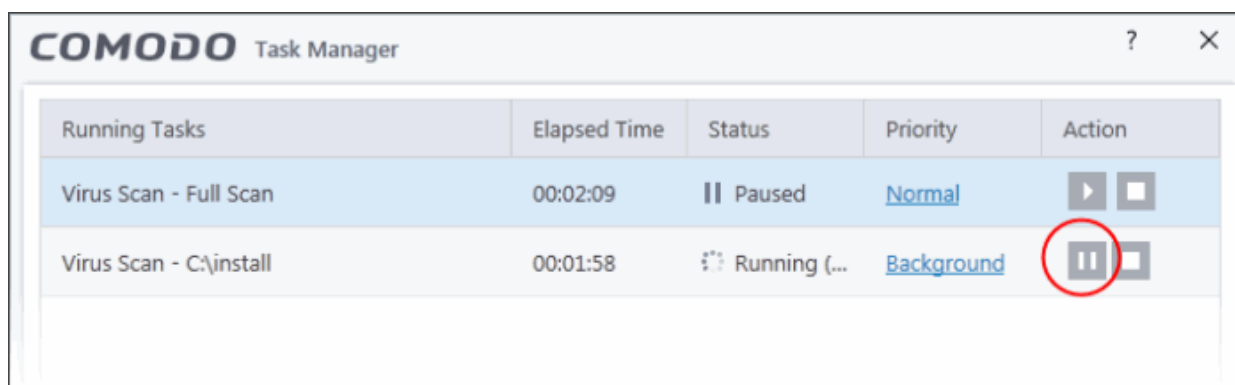 COMODO Task Manager ? X
Running Tasks Elapsed Time Status Priority Action
Virus Scan - Full Scan 00:02:09 Paused Normal
Virus Scan - C:\install 00:01:58 Running (... Background